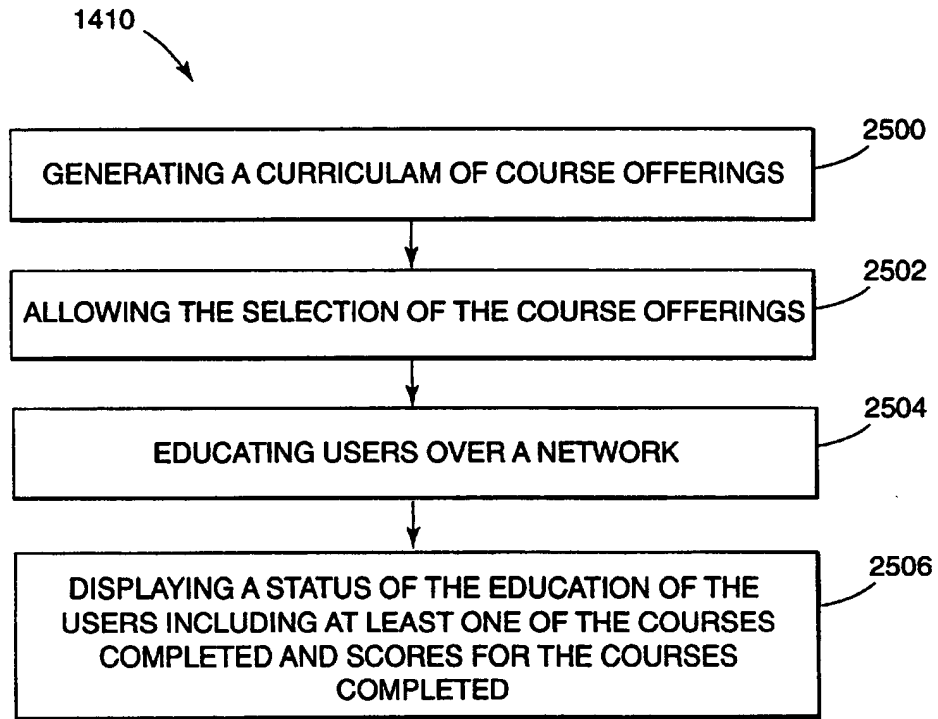 1410
2500
GENERATING A CURRICULAM OF COURSE OFFERINGS
2502
ALLOWING THE SELECTION OF THE COURSE OFFERINGS
2504
EDUCATING USERS OVER A NETWORK
2506
DISPLAYING A STATUS OF THE EDUCATION OF THE
USERS INCLUDING AT LEAST ONE OF THE COURSES
COMPLETED AND SCORES FOR THE COURSES
COMPLETED